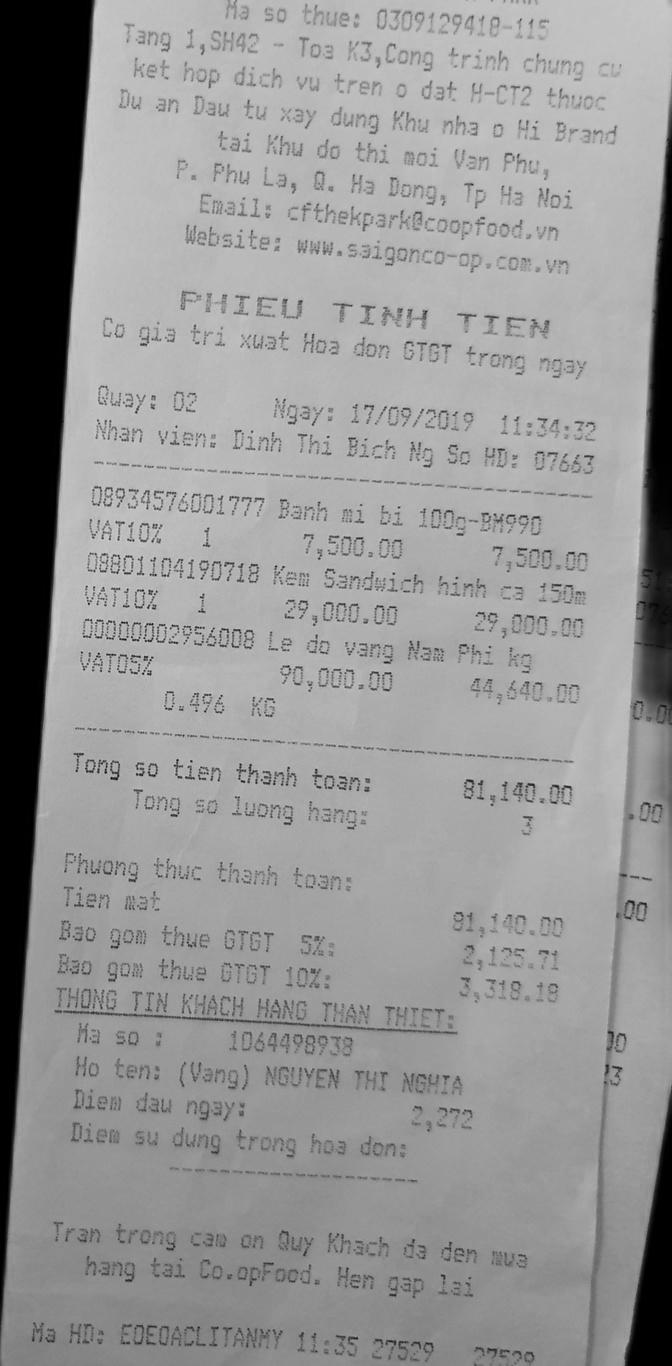 Ma so thue: 0309129418-115
Tang 1,SH42 - Toa K3,Cong trinh chung cu
ket hop dich vu tren o dat H-CT2 thuoc
Du an Dau tu xay dung Khu nha o Hi Brand
tai Khu do thi moi Van Phu,
P. Phu La, Q. Ha Dong, Tp Ha Noi
Email: cfthekpark@coopfood.vn
Website: www.saigonco-op.com.vn
PHIEU TINH TIEN
Co gia tri xuat Hoa don GTGT trong ngay
Quay: 02 Ngay: 17/09/2019 11:34:32
Nhan vien: Dinh Thi Bich Ng So HD: 07663
08934576001777 Banh mi bi 100g-BM990
VAT10% 1 7,500.00 7,500.00
08801104190718 Kem Sandwich hinh ca 150m
VAT10% 1 29,000.00 29,000.00
00000002956008 Le do vang Nam Phi kg
VAT05% 90,000.00 44,640.00
0.496 KG
Tong so tien thanh toan: 81,140.00
Tong so luong hang: 3
Phuong thuc thanh toan:
Tien mat 81,140.00
Bao gom thue GTGT 5%: 2,125.71
Bao gom thue GTGT 10%: 3,318.18
THONG TIN KHACH HANG THAN THIET:
Ma so : 1064498938
Ho ten: (Vang) NGUYEN THI NGHIA
Diem dau ngay: 2,272
Diem su dung trong hoa don:
Tran trong cam on Quy Khach da den mua
hang tai Co.opFood. Hen gap lai
Ma HD: EOEOACLITANMY 11:35 27529 27529